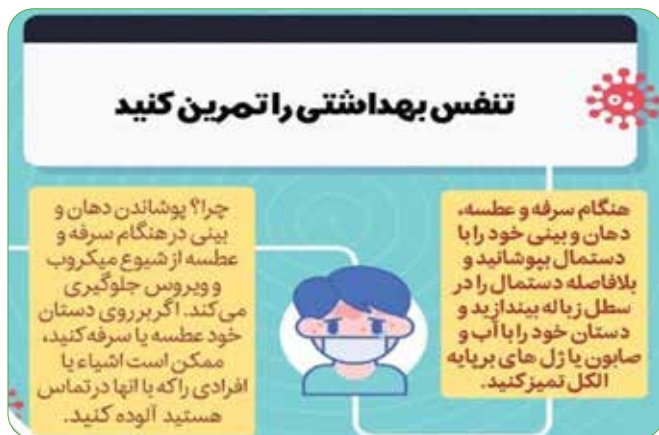 تنفس بهداشتی را تمرین کنید
هنگام سرفه و عطسه،
دهان و بینی خود را با
دستمال بپوشانید و
بلافاصله دستمال را در
سطل زباله بیندازید و
دستان خود را با آب و
صابون یا ژل های بر پایه
الکل تمیز کنید.
چرا؟ پوشاندن دهان و
بینی در هنگام سرفه و
عطسه از شیوع میکروب
و ویروس جلوگیری
می‌کند. اگر بر روی دستان
خود عطسه یا سرفه کنید،
ممکن است اشیاء یا
افرادی را که با انها در تماس
هستید آلوده کنید.